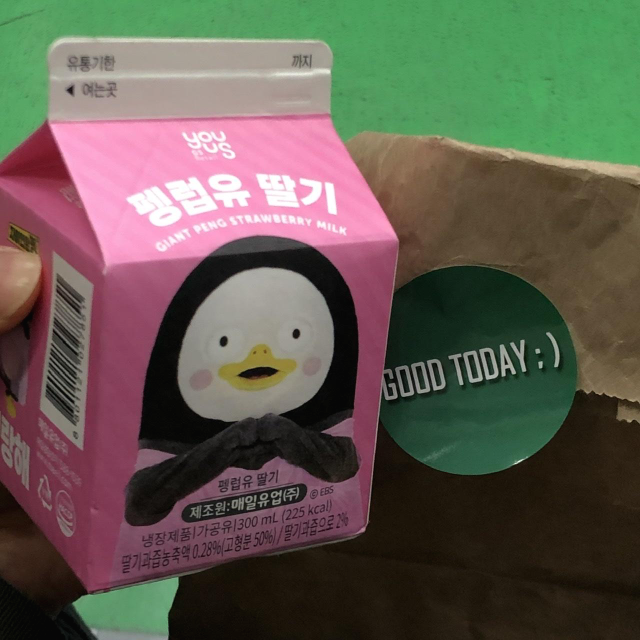 유통기한 까지
◀ 여는곳
YOU US
펭럽유 딸기
GIANT PENG STRAWBERRY MILK
펭럽유 딸기
제조원:매일유업(주) © EBS
냉장제품|가공유|300 mL (225 kcal)
딸기과즙농축액 0.28%(고형분 50%) / 딸기과즙으로 2%
GOOD TODAY ; )